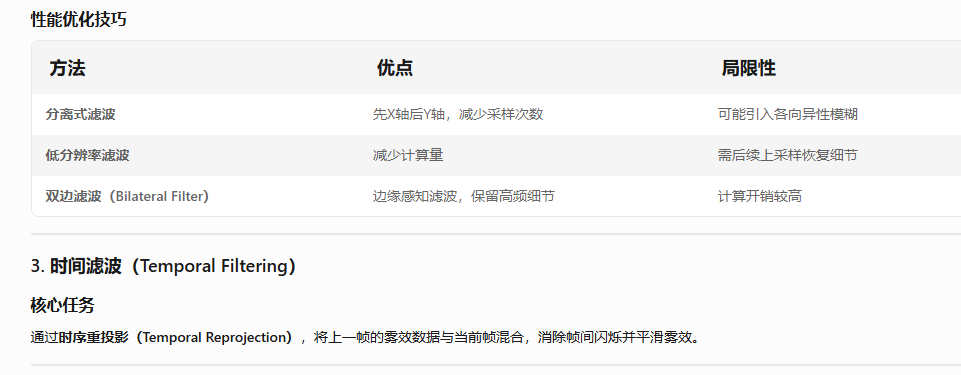 性能优化技巧
方法 优点 局限性
分离式滤波 先X轴后Y轴，减少采样次数 可能引入各向异性模糊
低分辨率滤波 减少计算量 需后续上采样恢复细节
双边滤波（Bilateral Filter） 边缘感知滤波，保留高频细节 计算开销较高
3. 时间滤波（Temporal Filtering）
核心任务
通过时序重投影（Temporal Reprojection），将上一帧的雾效数据与当前帧混合，消除帧间闪烁并平滑雾效。